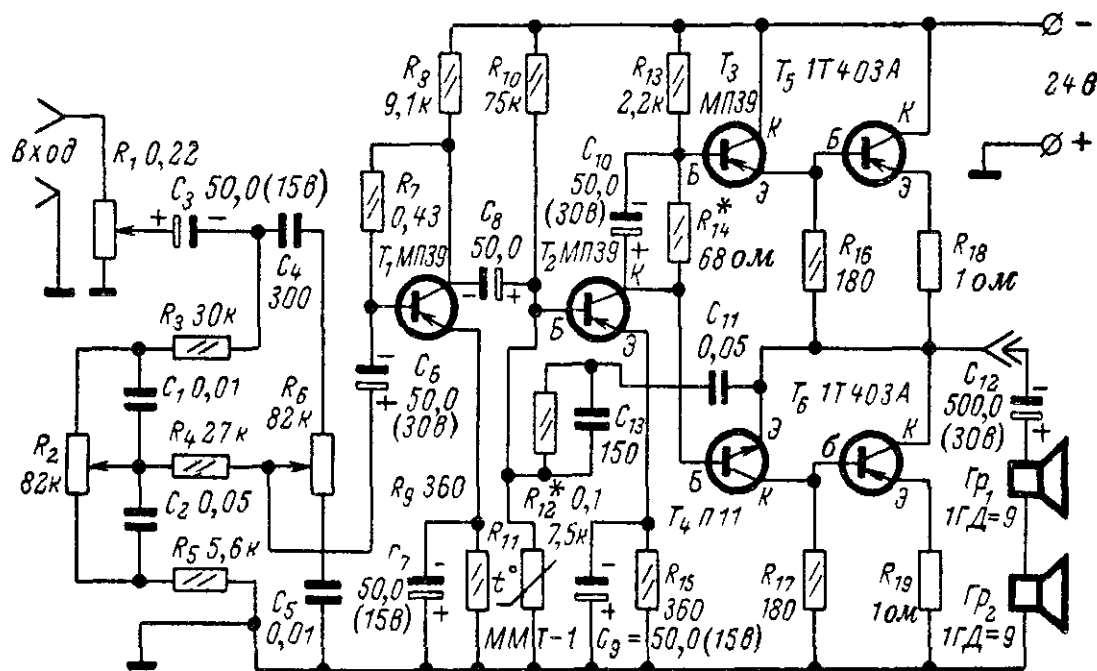 Вход
R1 0,22
C3 50,0 (15в)
C4
300
R3 30к
C1 0,01
R2
82к
R4 27к
R6
82к
C2 0,05
R5 5,6к
C5
0,01
R8
9,1к
R7
0,43
T1 МП39
C6
50,0
(30в)
R9 360
C7
50,0
(15в)
C8
50,0
R10
75к
R11
t°
7,5к
ММТ-1
R12* 0,1
C13
150
C9 = 50,0 (15в)
T2 МП39
Б
К
Э
R13
2,2к
C10
50,0
(30в)
R14*
68 ом
R15
360
T3
МП39
Б
К
Э
T5 1Т403А
Б
К
Э
R16
180
R18
1 ом
C11
0,05
T4 П11
Б
Э
К
T6 1Т403А
б
К
Э
R17
180
R19
1 ом
C12
500,0
(30в)
Гр1
1ГД=9
Гр2
1ГД=9
-
24в
+